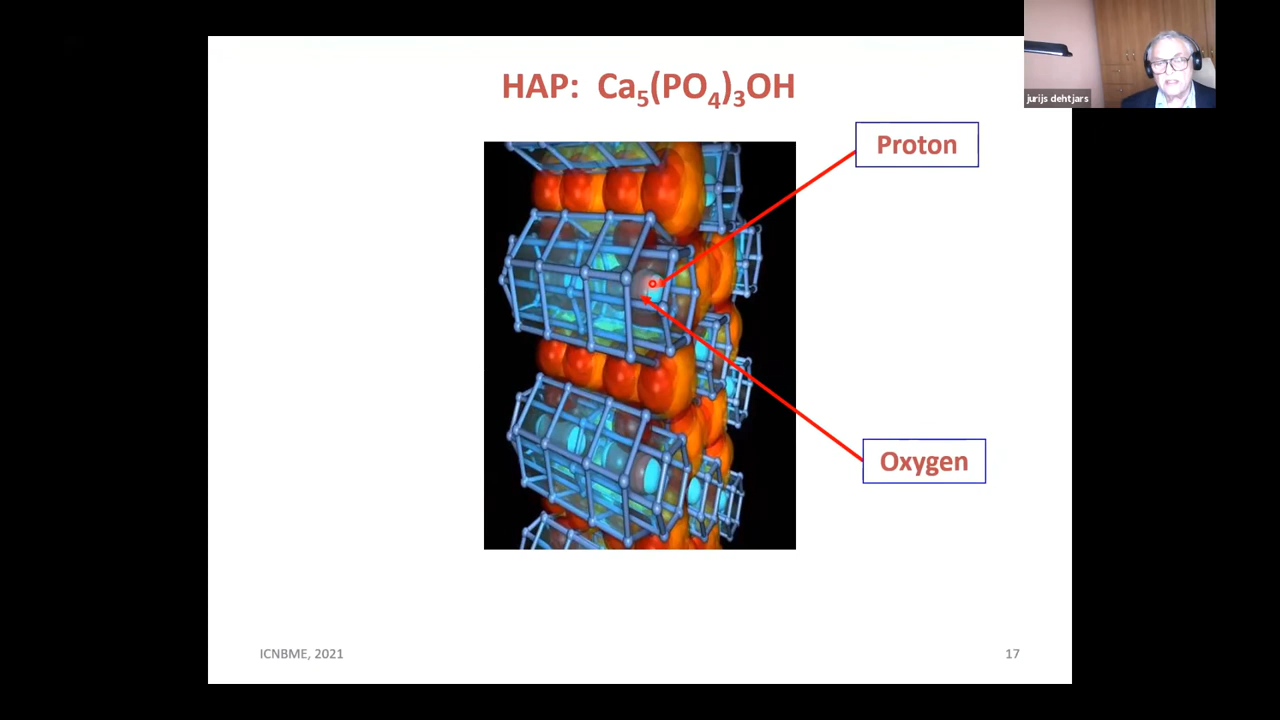 HAP: Ca₅(PO₄)₃OH
jurijs dehtjars
Proton
Oxygen
ICNBME, 2021
17